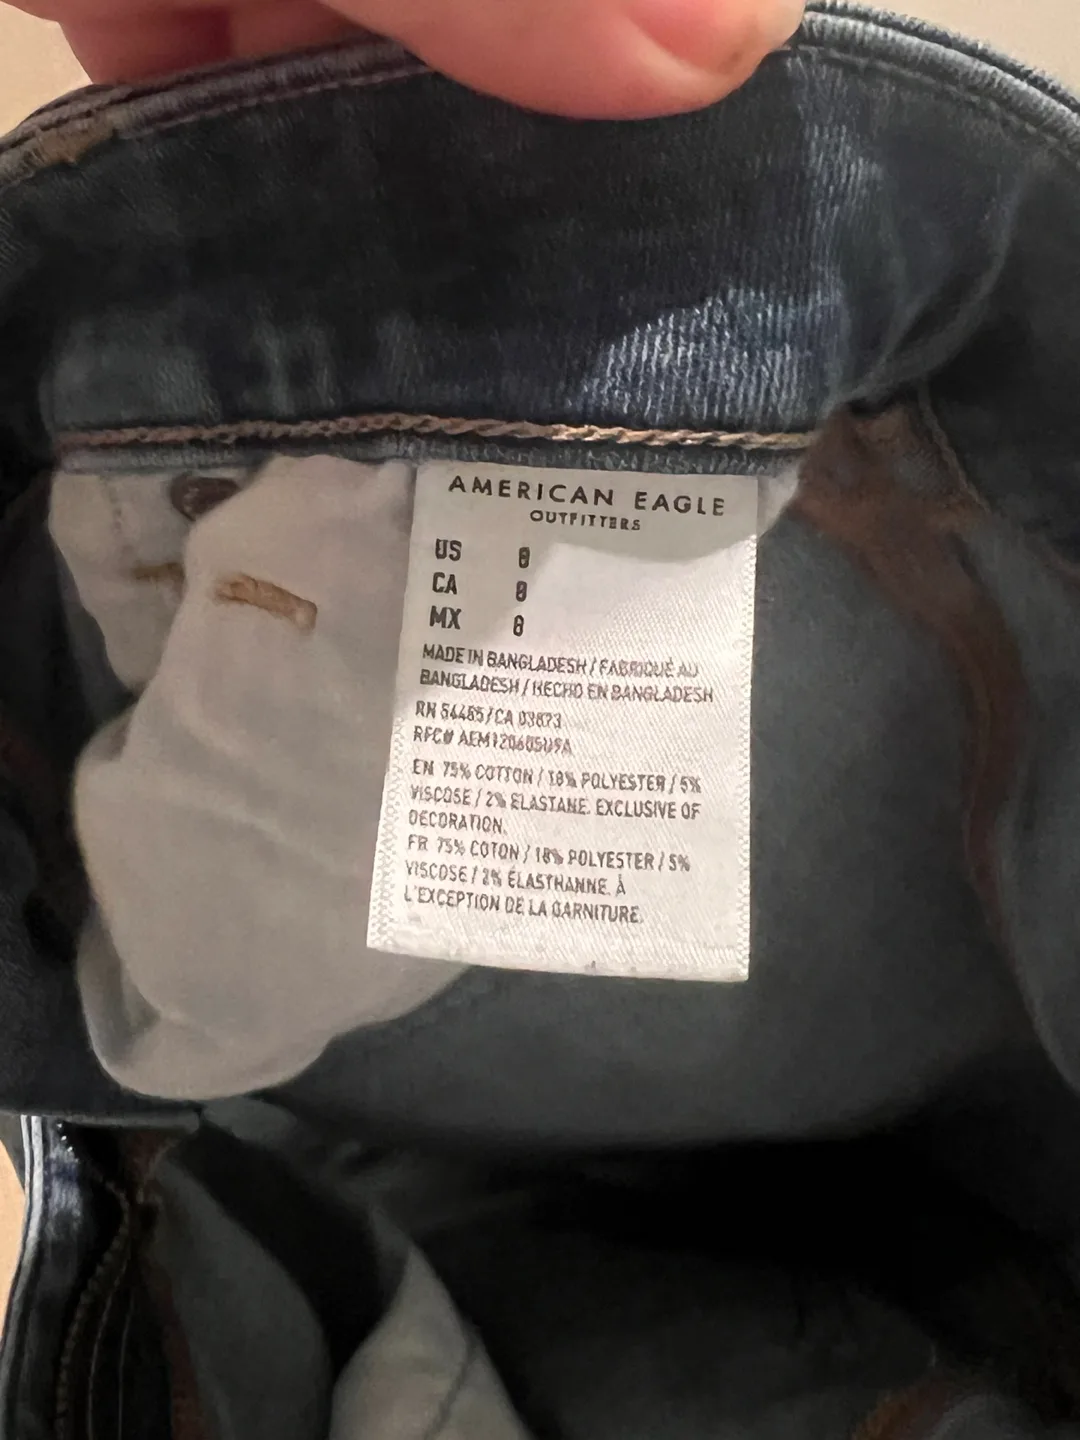 AMERICAN EAGLE
OUTFITTERS
US 8
CA 8
MX 8
MADE IN BANGLADESH / FABRIQUÉ AU
BANGLADESH / HECHO EN BANGLADESH
RN 54485 / CA 03873
RFC# AEM120605U9A
EN 75% COTTON / 18% POLYESTER / 5%
VISCOSE / 2% ELASTANE. EXCLUSIVE OF
DECORATION.
FR 75% COTON / 18% POLYESTER / 5%
VISCOSE / 2% ÉLASTHANNE. À
L'EXCEPTION DE LA GARNITURE.